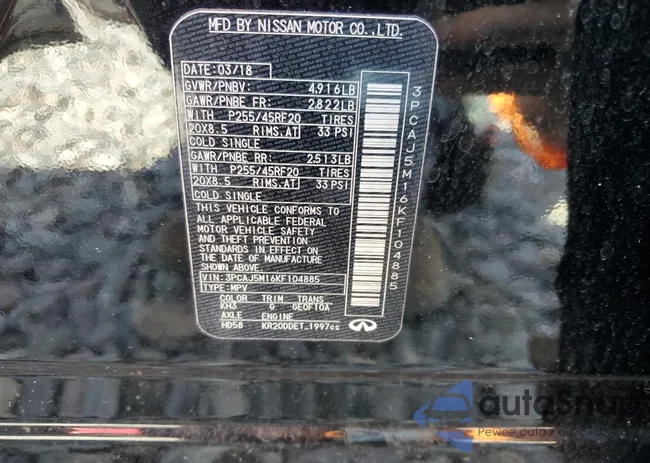 MFD BY NISSAN MOTOR CO.,LTD.
DATE: 03/18
GVWR/PNBV: 4,916LB
GAWR/PNBE FR: 2,822LB
WITH P255/45RF20 TIRES
20X8.5 RIMS.AT 33 PSI
COLD SINGLE
GAWR/PNBE RR: 2,513LB
WITH P255/45RF20 TIRES
20X8.5 RIMS.AT 33 PSI
COLD SINGLE
THIS VEHICLE CONFORMS TO
ALL APPLICABLE FEDERAL
MOTOR VEHICLE SAFETY
AND THEFT PREVENTION
STANDARDS IN EFFECT ON
THE DATE OF MANUFACTURE
SHOWN ABOVE.
VIN: 3PCAJ5M16KF104885
TYPE: MPV
COLOR TRIM TRANS
KH3 G GE0F10A
AXLE ENGINE
HD58 KR20DDET 1997cc
3PCAJ5M16KF104885
autoSnap
Pewne auta z